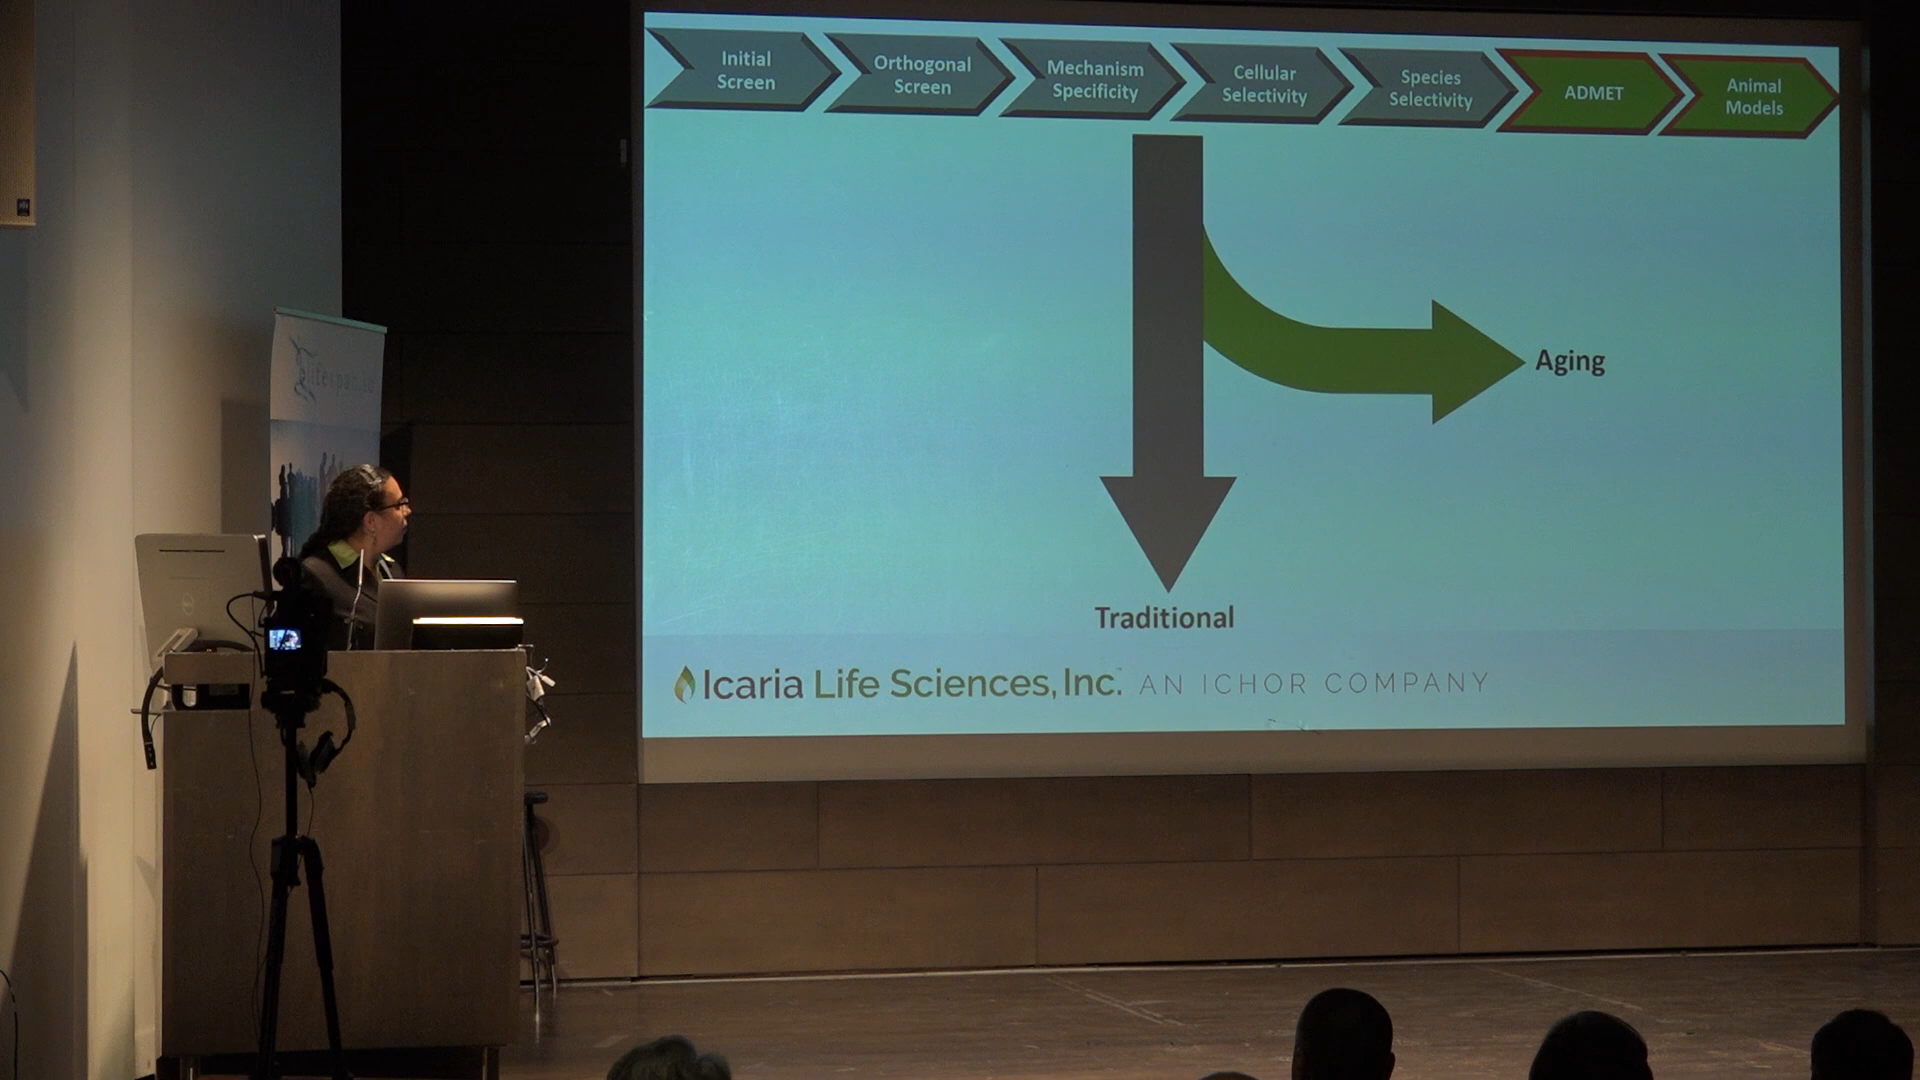 Initial
Screen
Orthogonal
Screen
Mechanism
Specificity
Cellular
Selectivity
Species
Selectivity
ADMET
Animal
Models
Aging
Traditional
Icaria Life Sciences, Inc. AN ICHOR COMPANY